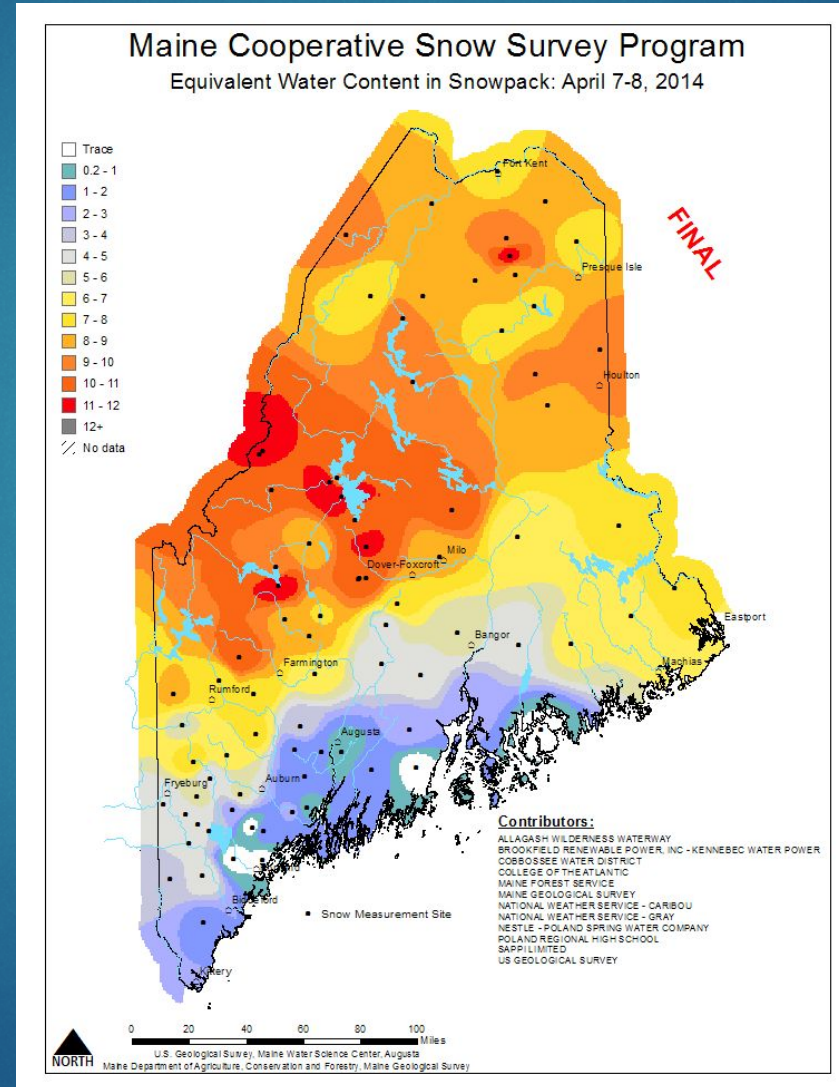 Maine Cooperative Snow Survey Program
Equivalent Water Content in Snowpack: April 7-8, 2014
Trace
0.2 - 1
1 - 2
2 - 3
3 - 4
4 - 5
5 - 6
6 - 7
7 - 8
8 - 9
9 - 10
10 - 11
11 - 12
12+
No data
FINAL
Fort Kent
Presque Isle
Houlton
Milo
Dover-Foxcroft
Eastport
Bangor
Machias
Farmington
Rumford
Augusta
Fryeburg
Auburn
Biddeford
Kittery
Snow Measurement Site
Contributors:
ALLAGASH WILDERNESS WATERWAY
BROOKFIELD RENEWABLE POWER, INC - KENNEBEC WATER POWER
COBBOSSEE WATER DISTRICT
COLLEGE OF THE ATLANTIC
MAINE FOREST SERVICE
MAINE GEOLOGICAL SURVEY
NATIONAL WEATHER SERVICE - CARIBOU
NATIONAL WEATHER SERVICE - GRAY
NESTLE - POLAND SPRING WATER COMPANY
POLAND REGIONAL HIGH SCHOOL
SAPPI LIMITED
US GEOLOGICAL SURVEY
0 20 40 60 80 100
Miles
NORTH
U.S. Geological Survey, Maine Water Science Center, Augusta
Maine Department of Agriculture, Conservation and Forestry, Maine Geological Survey